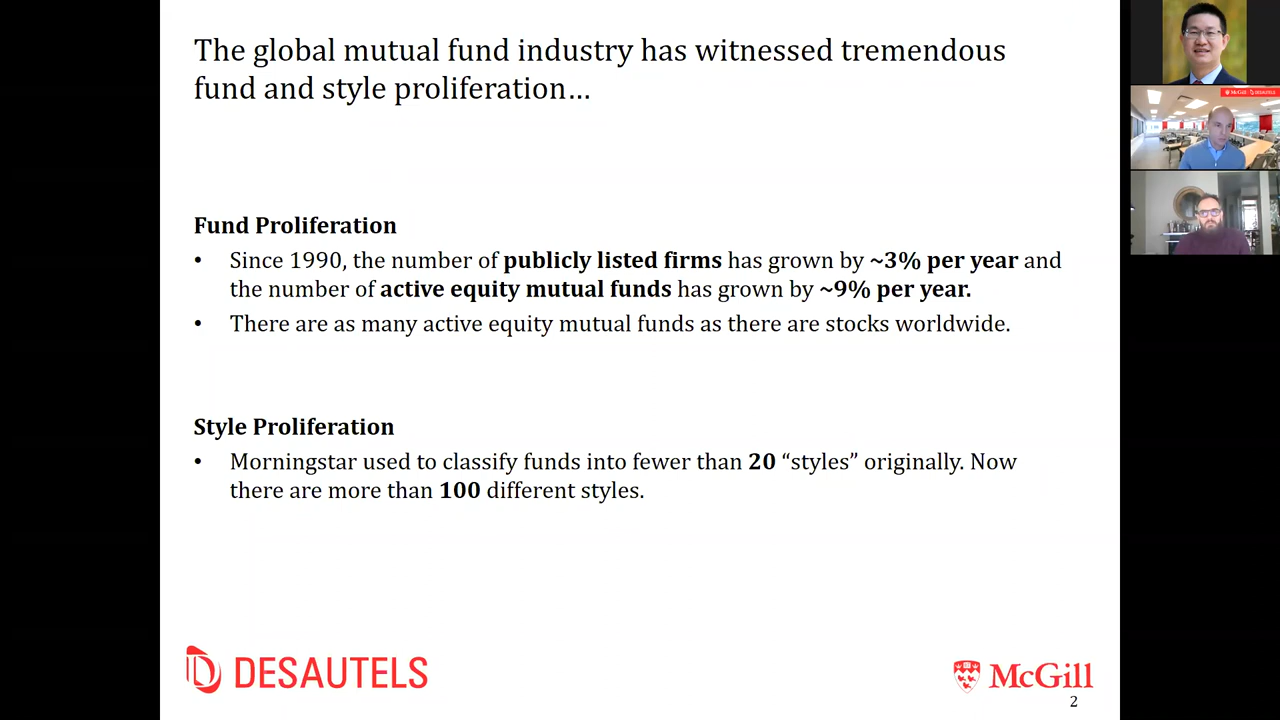 The global mutual fund industry has witnessed tremendous
fund and style proliferation…
Fund Proliferation
• Since 1990, the number of publicly listed firms has grown by ~3% per year and
the number of active equity mutual funds has grown by ~9% per year.
• There are as many active equity mutual funds as there are stocks worldwide.
Style Proliferation
• Morningstar used to classify funds into fewer than 20 “styles” originally. Now
there are more than 100 different styles.
DESAUTELS
McGill
2
McGill DESAUTELS